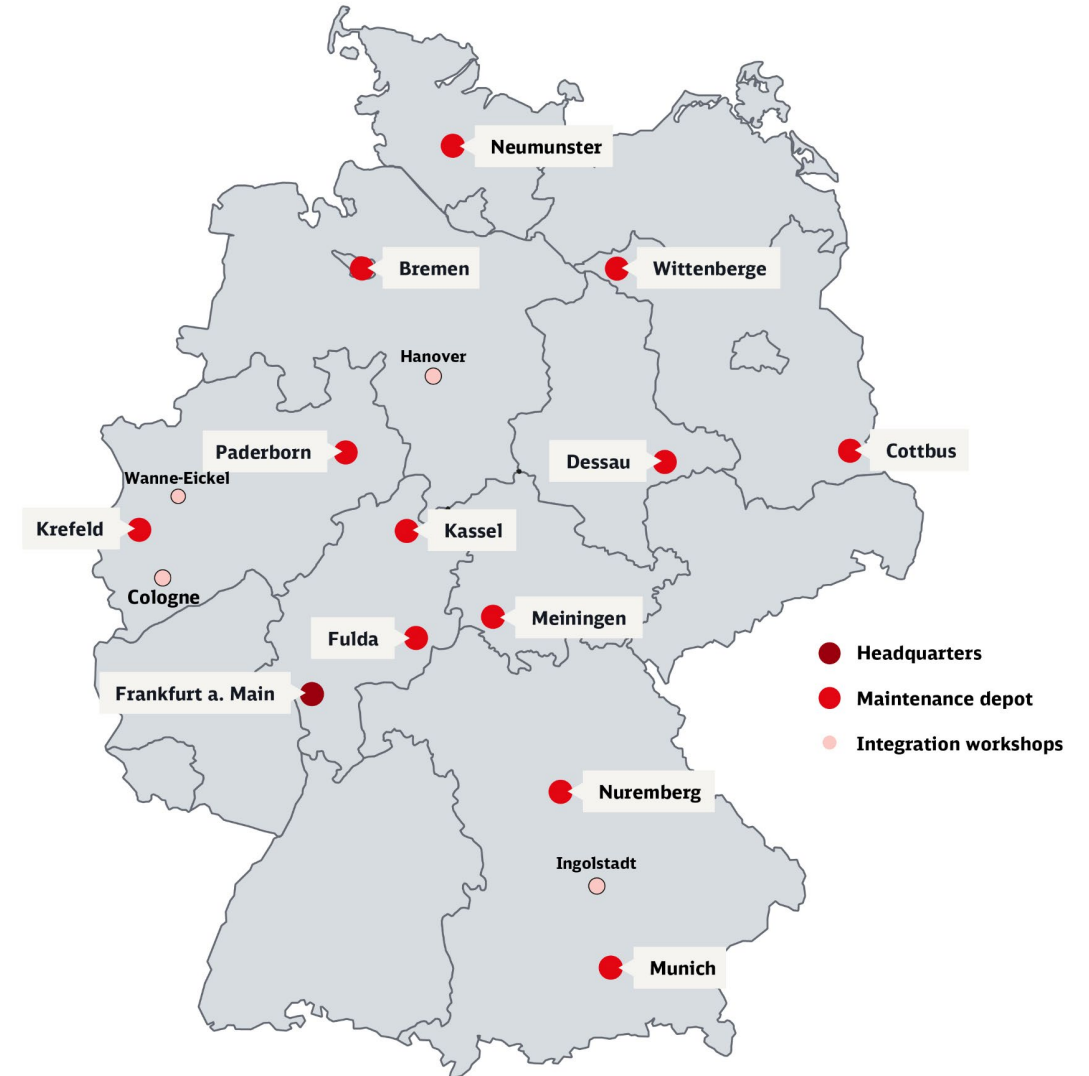 Neumunster
Bremen
Wittenberge
Hanover
Paderborn
Dessau
Cottbus
Wanne-Eickel
Krefeld
Kassel
Cologne
Meiningen
Fulda
Frankfurt a. Main
Headquarters
Maintenance depot
Integration workshops
Nuremberg
Ingolstadt
Munich